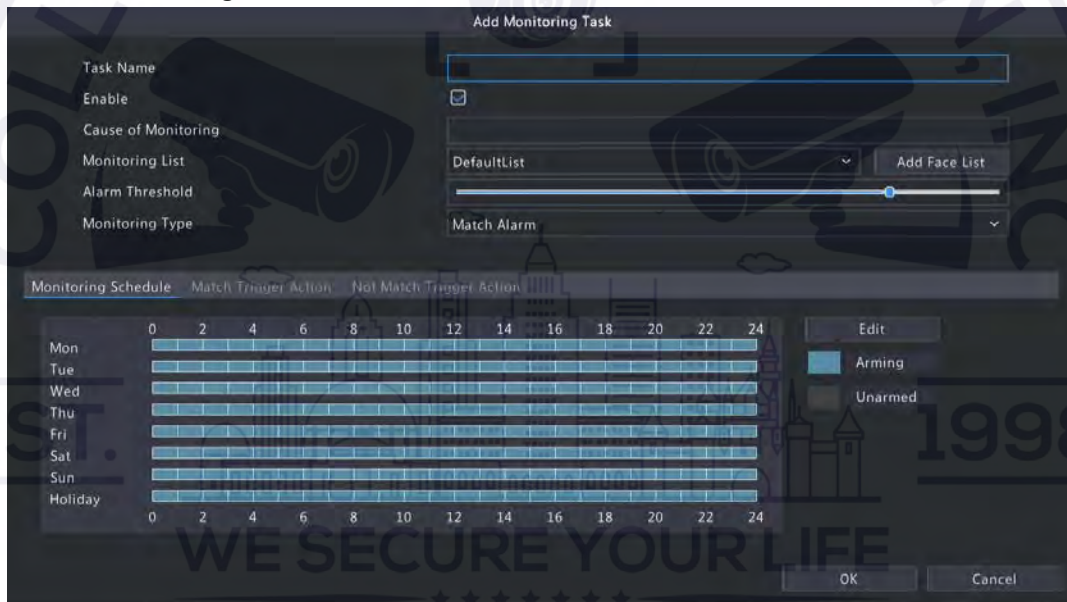 Add Monitoring Task
Task Name
Enable
Cause of Monitoring
Monitoring List DefaultList Add Face List
Alarm Threshold
Monitoring Type Match Alarm
Monitoring Schedule Match Trigger Action Not Match Trigger Action
0 2 4 6 8 10 12 14 16 18 20 22 24 Edit
Mon
Tue Arming
Wed
Thu Unarmed
Fri
Sat
Sun
Holiday
0 2 4 6 8 10 12 14 16 18 20 22 24
EST. 1998
WE SECURE YOUR LIFE
OK Cancel